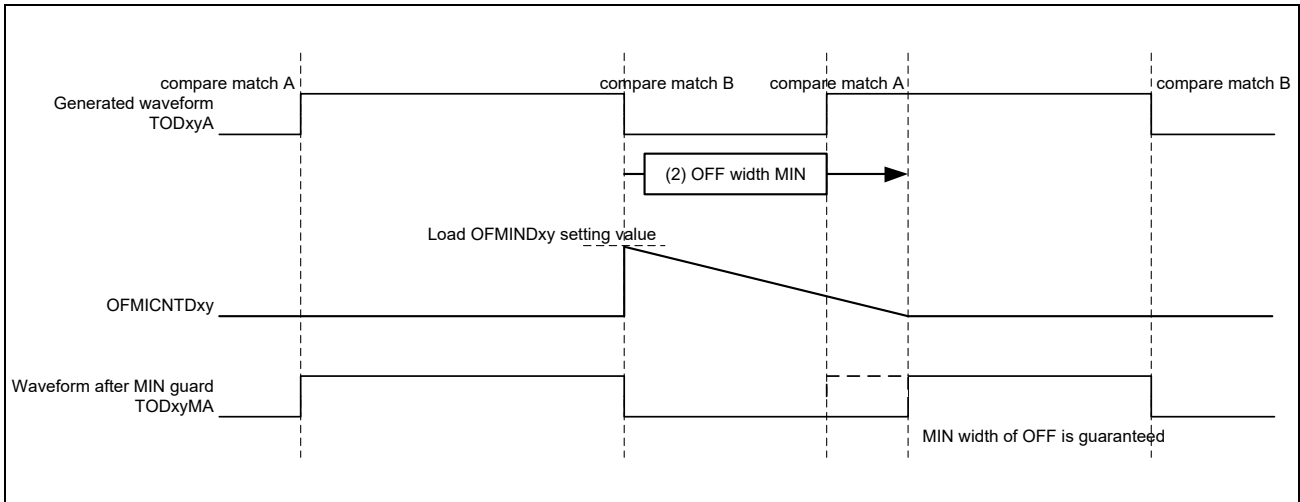 compare match A
compare match B
compare match A
compare match B
Generated waveform
TODxyA
(2) OFF width MIN
Load OFMINDxy setting value
OFMICNTDxy
Waveform after MIN guard
TODxyMA
MIN width of OFF is guaranteed